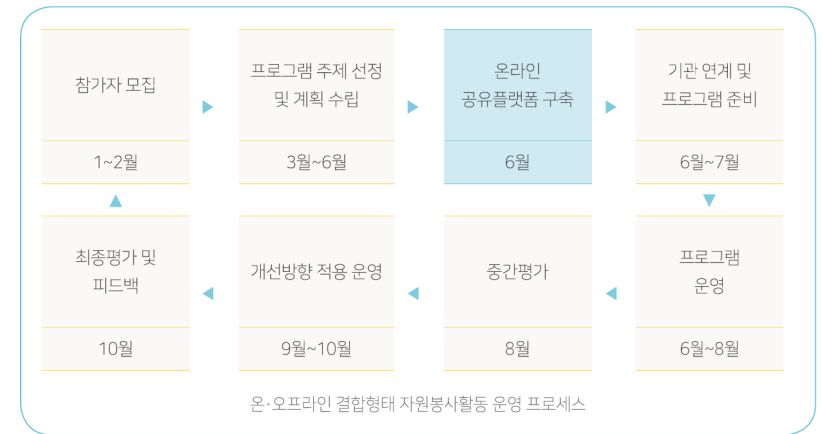 참가자 모집
1~2월
프로그램 주제 선정
및 계획 수립
3월~6월
온라인
공유플랫폼 구축
6월
기관 연계 및
프로그램 준비
6월~7월
프로그램
운영
6월~8월
중간평가
8월
개선방향 적용 운영
9월~10월
최종평가 및
피드백
10월
온·오프라인 결합형태 자원봉사활동 운영 프로세스